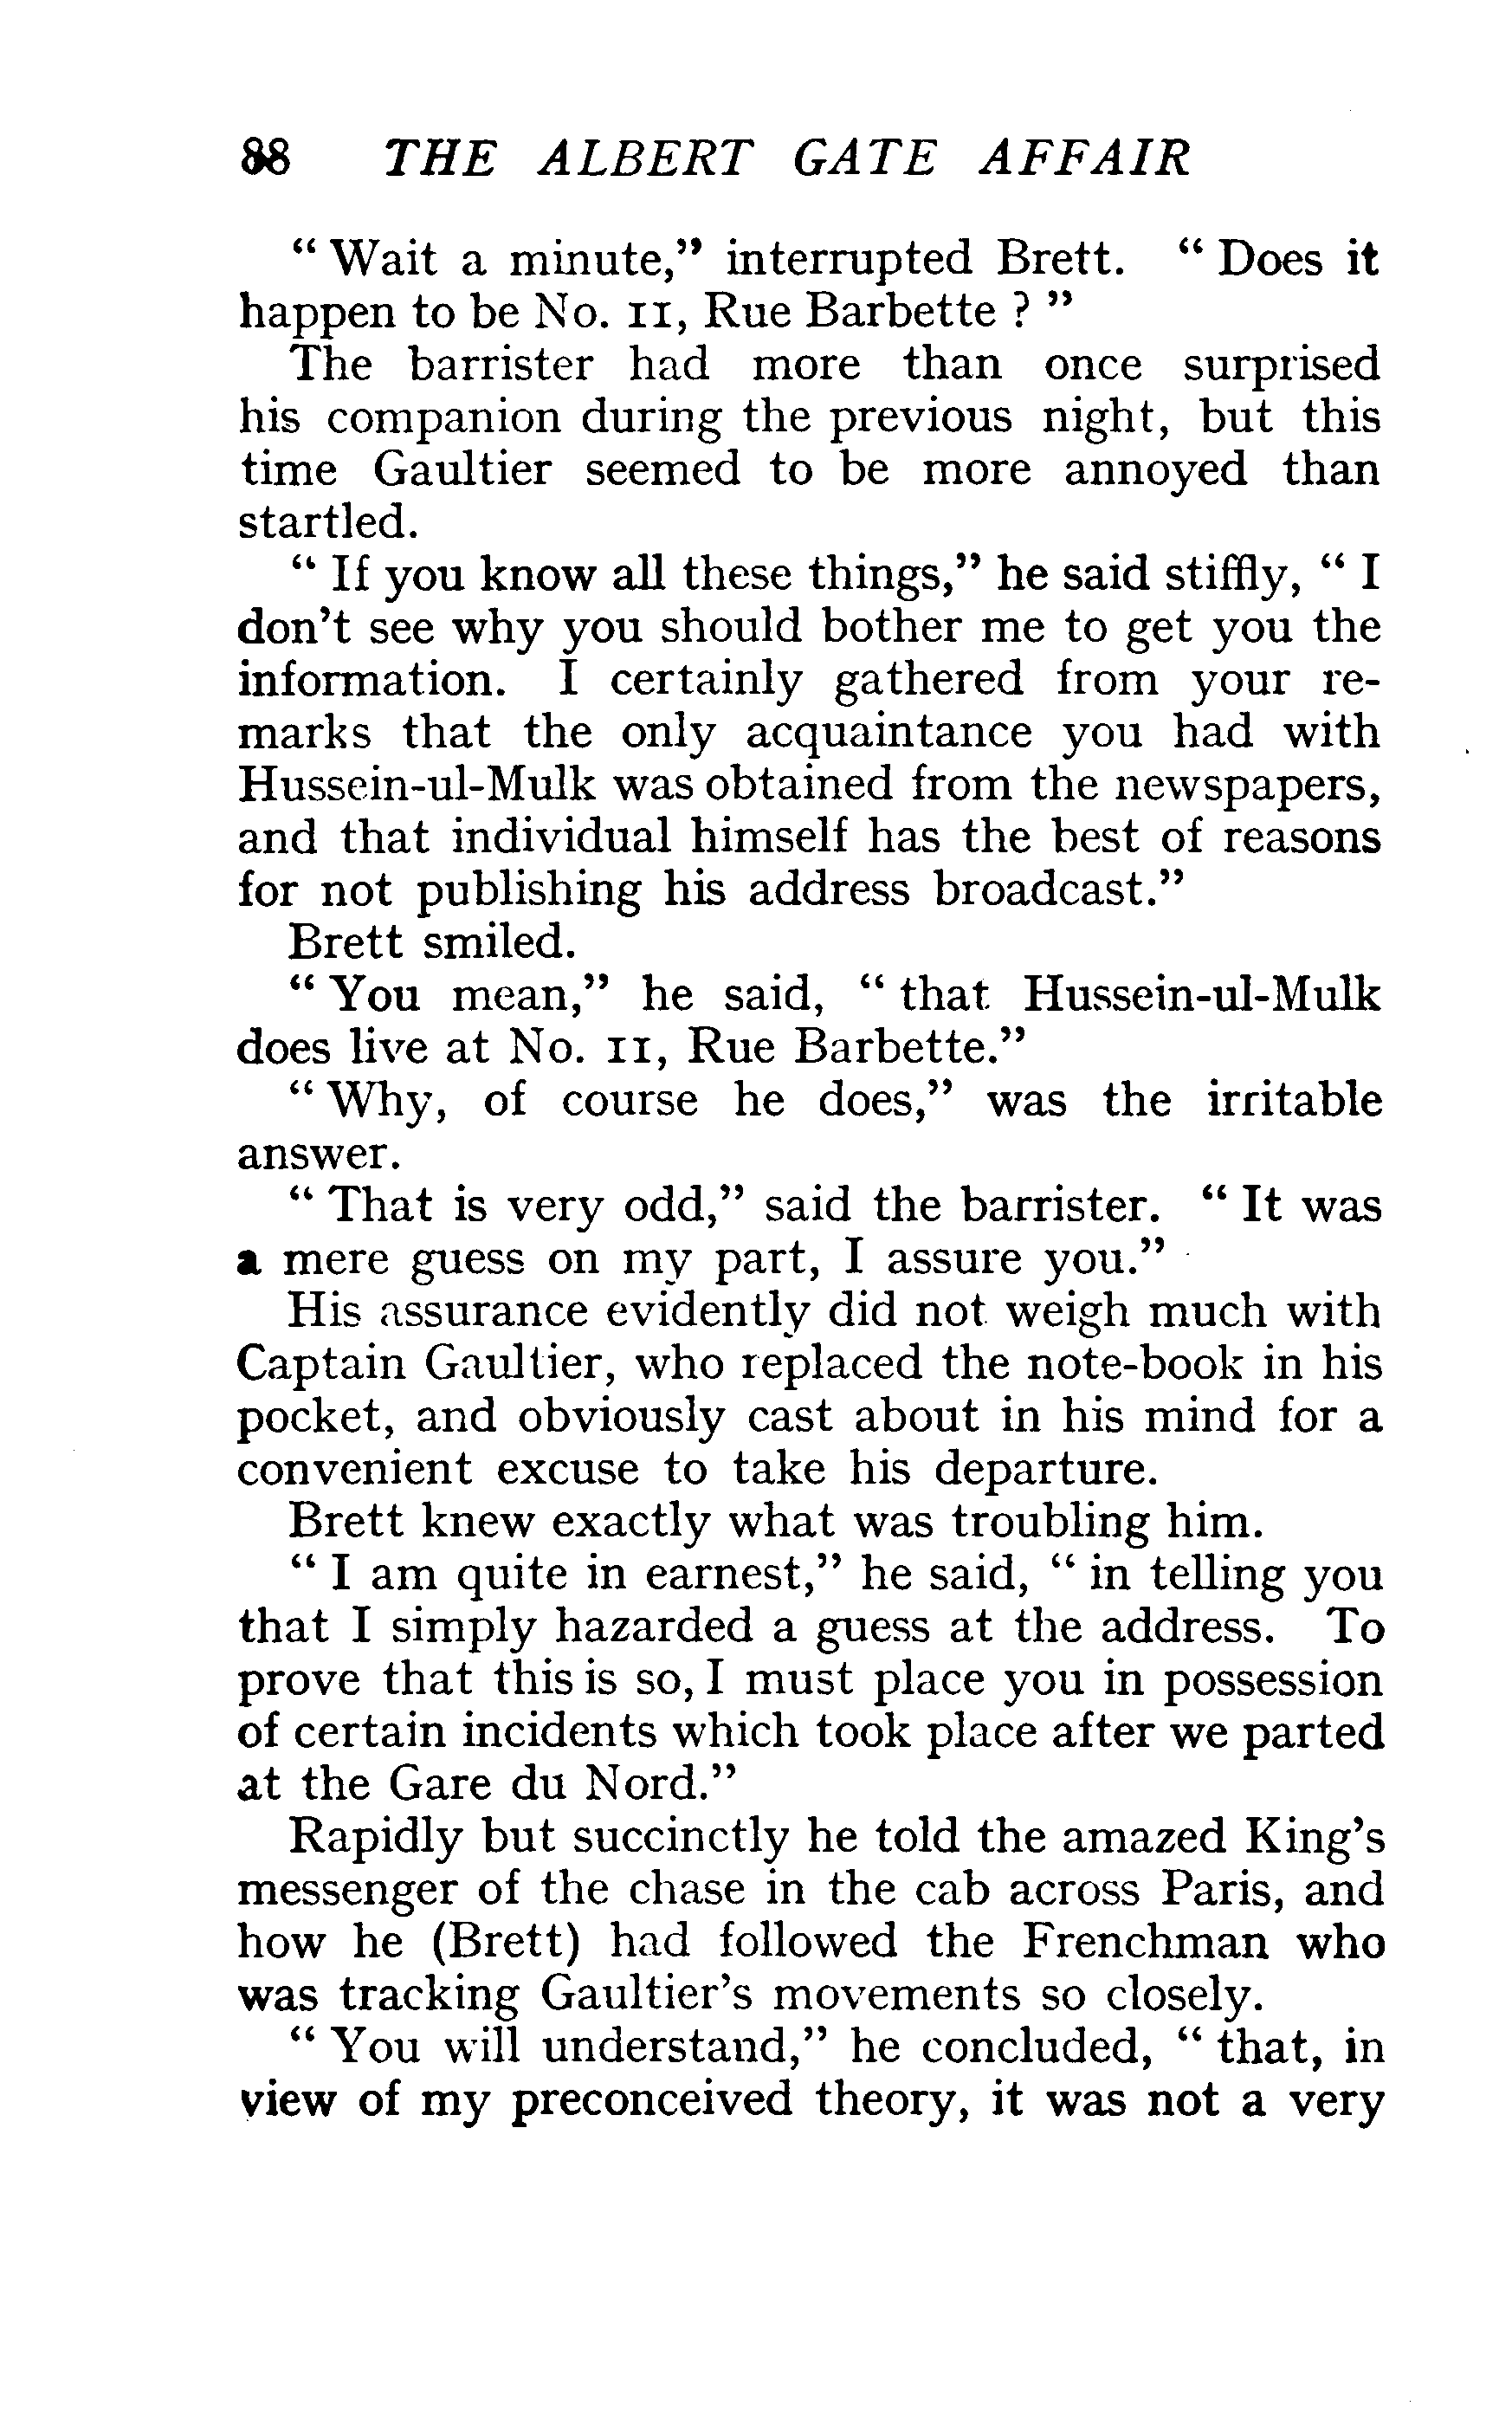 88 THE ALBERT GATE AFFAIR
" Wait a minute," interrupted Brett. " Does it
happen to be No. 11, Rue Barbette ? "
The barrister had more than once surprised
his companion during the previous night, but this
time Gaultier seemed to be more annoyed than
startled.
" If you know all these things," he said stiffly, " I
don't see why you should bother me to get you the
information. I certainly gathered from your re-
marks that the only acquaintance you had with
Hussein-ul-Mulk was obtained from the newspapers,
and that individual himself has the best of reasons
for not publishing his address broadcast."
Brett smiled.
" You mean," he said, " that Hussein-ul-Mulk
does live at No. 11, Rue Barbette."
" Why, of course he does," was the irritable
answer.
" That is very odd," said the barrister. " It was
a mere guess on my part, I assure you."
His assurance evidently did not weigh much with
Captain Gaultier, who replaced the note-book in his
pocket, and obviously cast about in his mind for a
convenient excuse to take his departure.
Brett knew exactly what was troubling him.
" I am quite in earnest," he said, " in telling you
that I simply hazarded a guess at the address. To
prove that this is so, I must place you in possession
of certain incidents which took place after we parted
at the Gare du Nord."
Rapidly but succinctly he told the amazed King's
messenger of the chase in the cab across Paris, and
how he (Brett) had followed the Frenchman who
was tracking Gaultier's movements so closely.
" You will understand," he concluded, " that, in
view of my preconceived theory, it was not a very